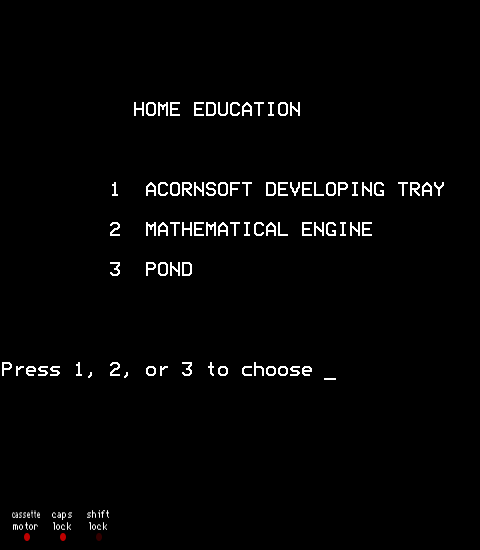 HOME EDUCATION
1 ACORNSOFT DEVELOPING TRAY
2 MATHEMATICAL ENGINE
3 POND
Press 1, 2, or 3 to choose _
cassette motor
caps lock
shift lock